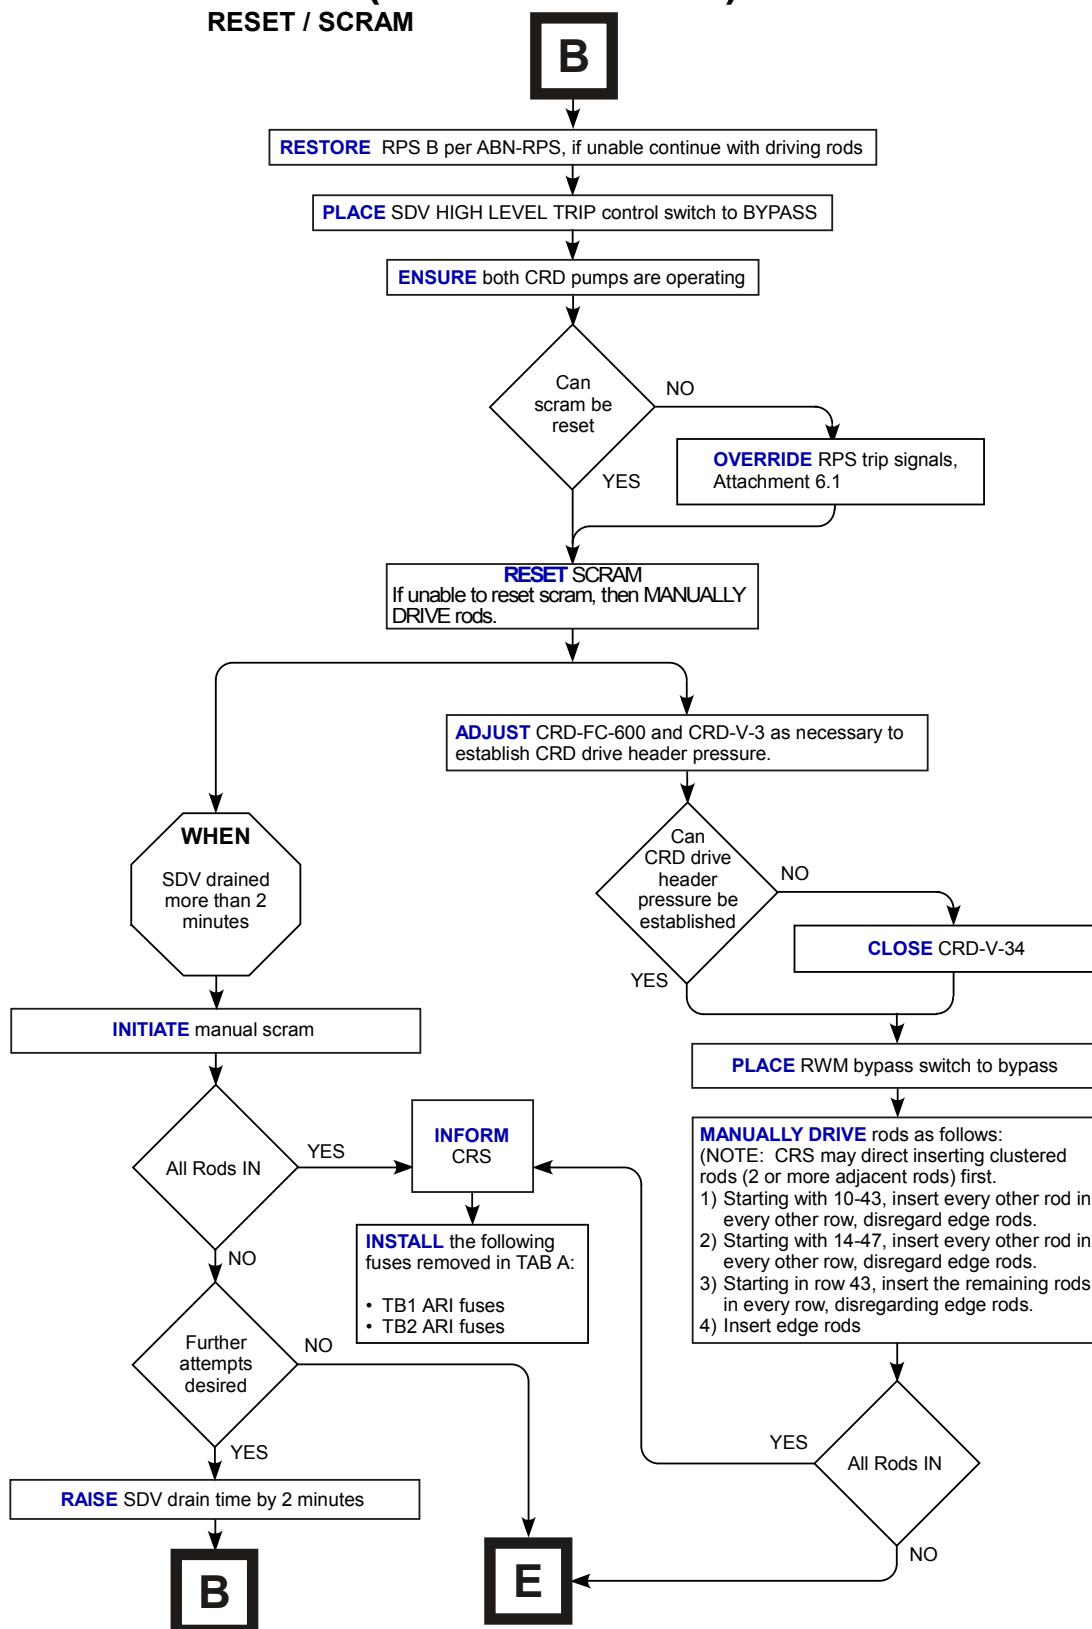 RESET / SCRAM
B
RESTORE RPS B per ABN-RPS, if unable continue with driving rods
PLACE SDV HIGH LEVEL TRIP control switch to BYPASS
ENSURE both CRD pumps are operating
Can
scram be
reset
NO
OVERRIDE RPS trip signals,
Attachment 6.1
YES
RESET SCRAM
If unable to reset scram, then MANUALLY
DRIVE rods.
ADJUST CRD-FC-600 and CRD-V-3 as necessary to
establish CRD drive header pressure.
WHEN
SDV drained
more than 2
minutes
Can
CRD drive
header
pressure be
established
NO
CLOSE CRD-V-34
YES
INITIATE manual scram
PLACE RWM bypass switch to bypass
All Rods IN
YES
INFORM
CRS
MANUALLY DRIVE rods as follows:
(NOTE: CRS may direct inserting clustered
rods (2 or more adjacent rods) first.
1) Starting with 10-43, insert every other rod in
every other row, disregard edge rods.
2) Starting with 14-47, insert every other rod in
every other row, disregard edge rods.
3) Starting in row 43, insert the remaining rods
in every row, disregarding edge rods.
4) Insert edge rods
NO
INSTALL the following
fuses removed in TAB A:
• TB1 ARI fuses
• TB2 ARI fuses
Further
attempts
desired
NO
YES
All Rods IN
YES
RAISE SDV drain time by 2 minutes
NO
B
E